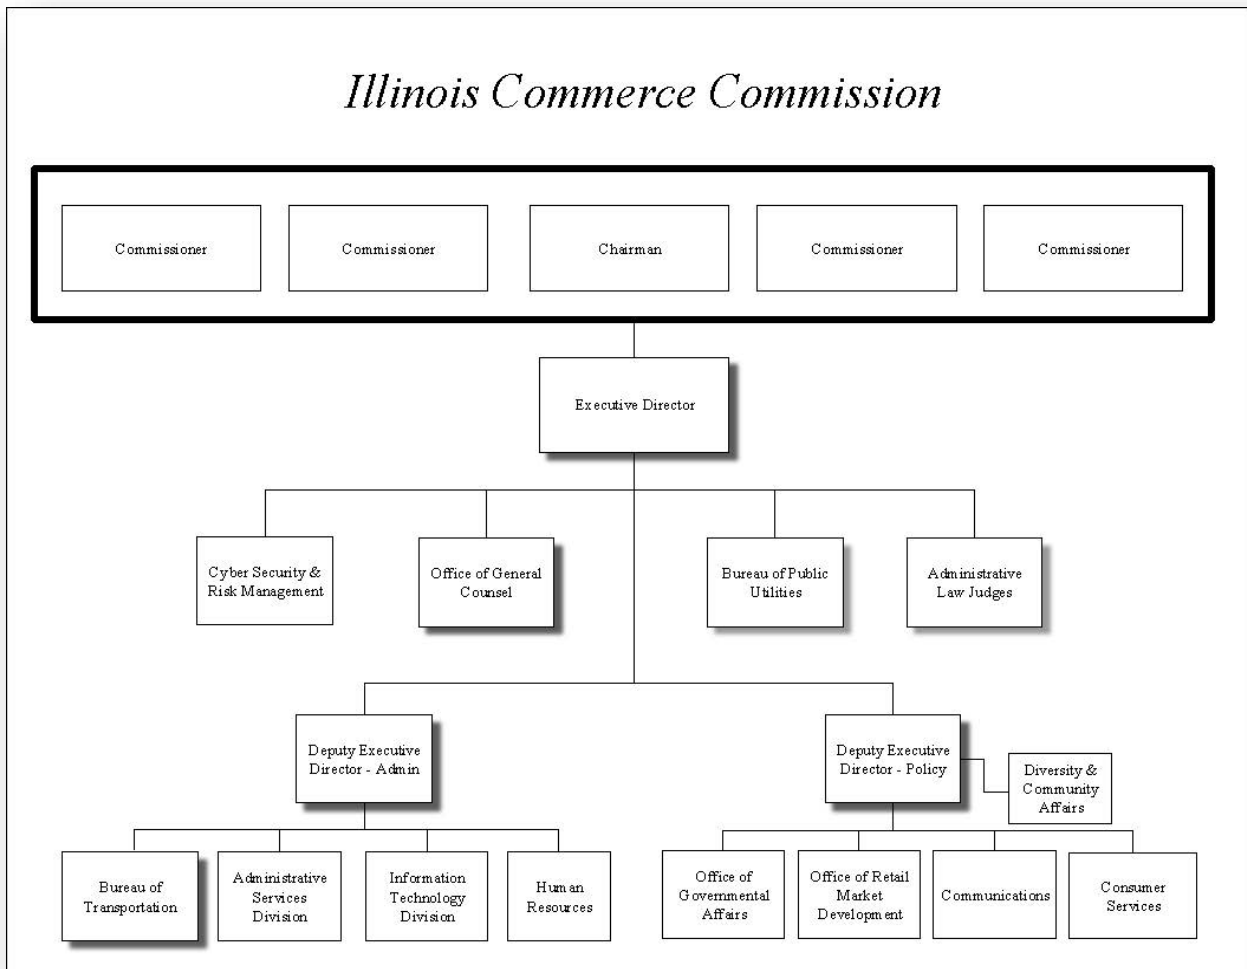 Illinois Commerce Commission
Commissioner
Commissioner
Chairman
Commissioner
Commissioner
Executive Director
Cyber Security &
Risk Management
Office of General
Counsel
Bureau of Public
Utilities
Administrative
Law Judges
Deputy Executive
Director - Admin
Deputy Executive
Director - Policy
Diversity &
Community
Affairs
Bureau of
Transportation
Administrative
Services
Division
Information
Technology
Division
Human
Resources
Office of
Governmental
Affairs
Office of Retail
Market
Development
Communications
Consumer
Services